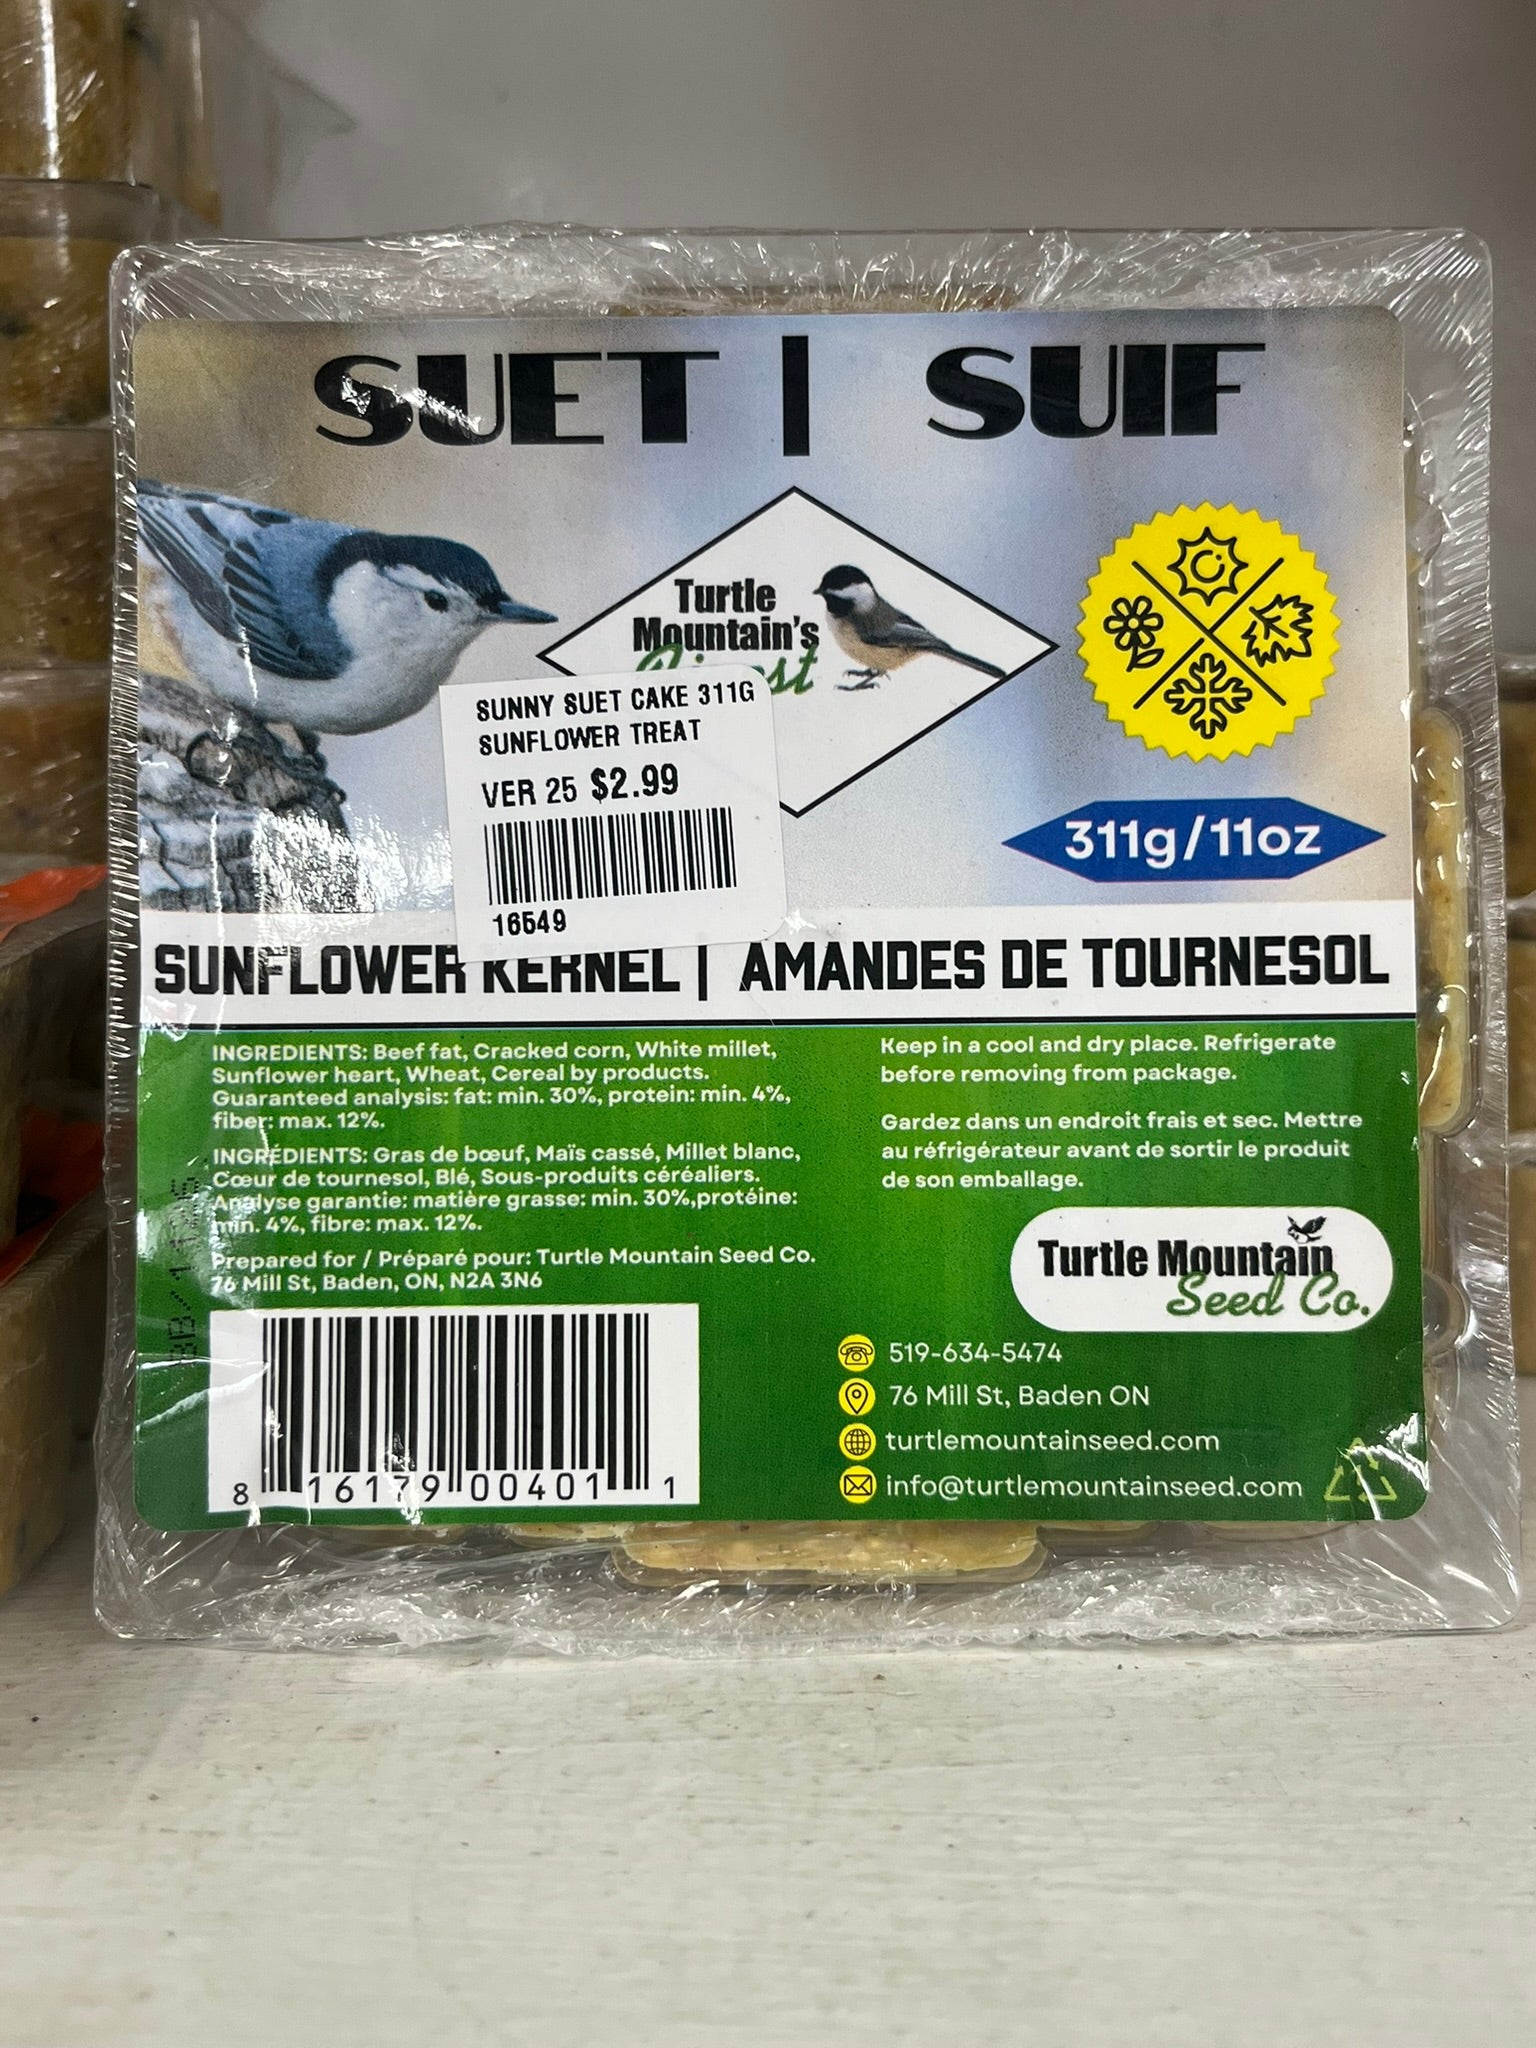 SUET | SUIF
Turtle
Mountain's
SUNNY SUET CAKE 311G
SUNFLOWER TREAT
VER 25 $2.99
16549
311g/11oz
SUNFLOWER KERNEL | AMANDES DE TOURNESOL
INGREDIENTS: Beef fat, Cracked corn, White millet,
Sunflower heart, Wheat, Cereal by products.
Guaranteed analysis: fat: min. 30%, protein: min. 4%,
fiber: max. 12%.
INGRÉDIENTS: Gras de bœuf, Maïs cassé, Millet blanc,
Cœur de tournesol, Blé, Sous-produits céréaliers.
Analyse garantie: matière grasse: min. 30%,protéine:
min. 4%, fibre: max. 12%.
Prepared for / Préparé pour: Turtle Mountain Seed Co.
76 Mill St, Baden, ON, N2A 3N6
8 16179 00401 1
Keep in a cool and dry place. Refrigerate
before removing from package.
Gardez dans un endroit frais et sec. Mettre
au réfrigérateur avant de sortir le produit
de son emballage.
Turtle Mountain
Seed Co.
519-634-5474
76 Mill St, Baden ON
turtlemountainseed.com
info@turtlemountainseed.com